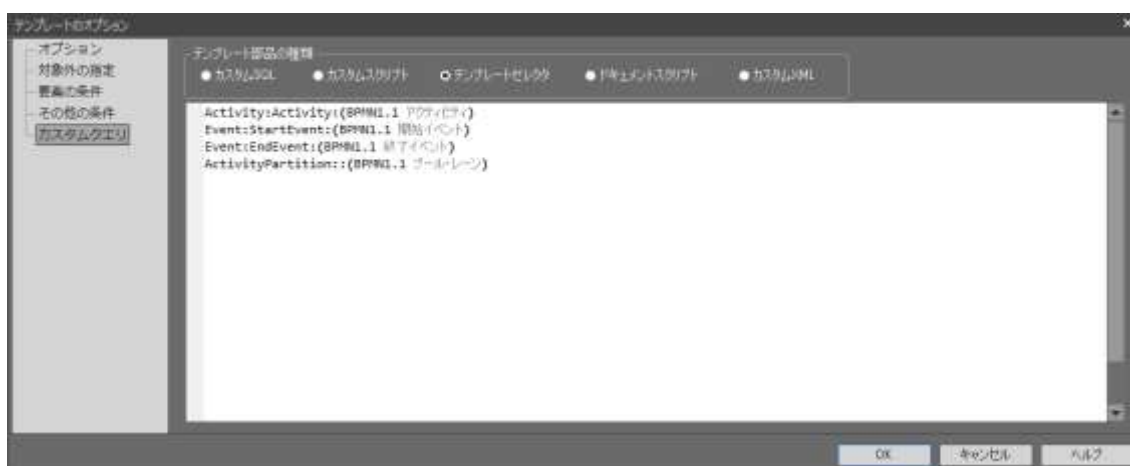 テンプレートのオプション
オプション
対象外の指定
要素の条件
その他の条件
カスタムクエリ
テンプレート部品の種類
カスタムSQL カスタムスクリプト テンプレートセレクタ ドキュメントスクリプト カスタムXML
Activity:Activity:(BPMN1.1 アクティビティ)
Event:StartEvent:(BPMN1.1 開始イベント)
Event:EndEvent:(BPMN1.1 終了イベント)
ActivityPartition::(BPMN1.1 プール・レーン)
OK キャンセル ヘルプ